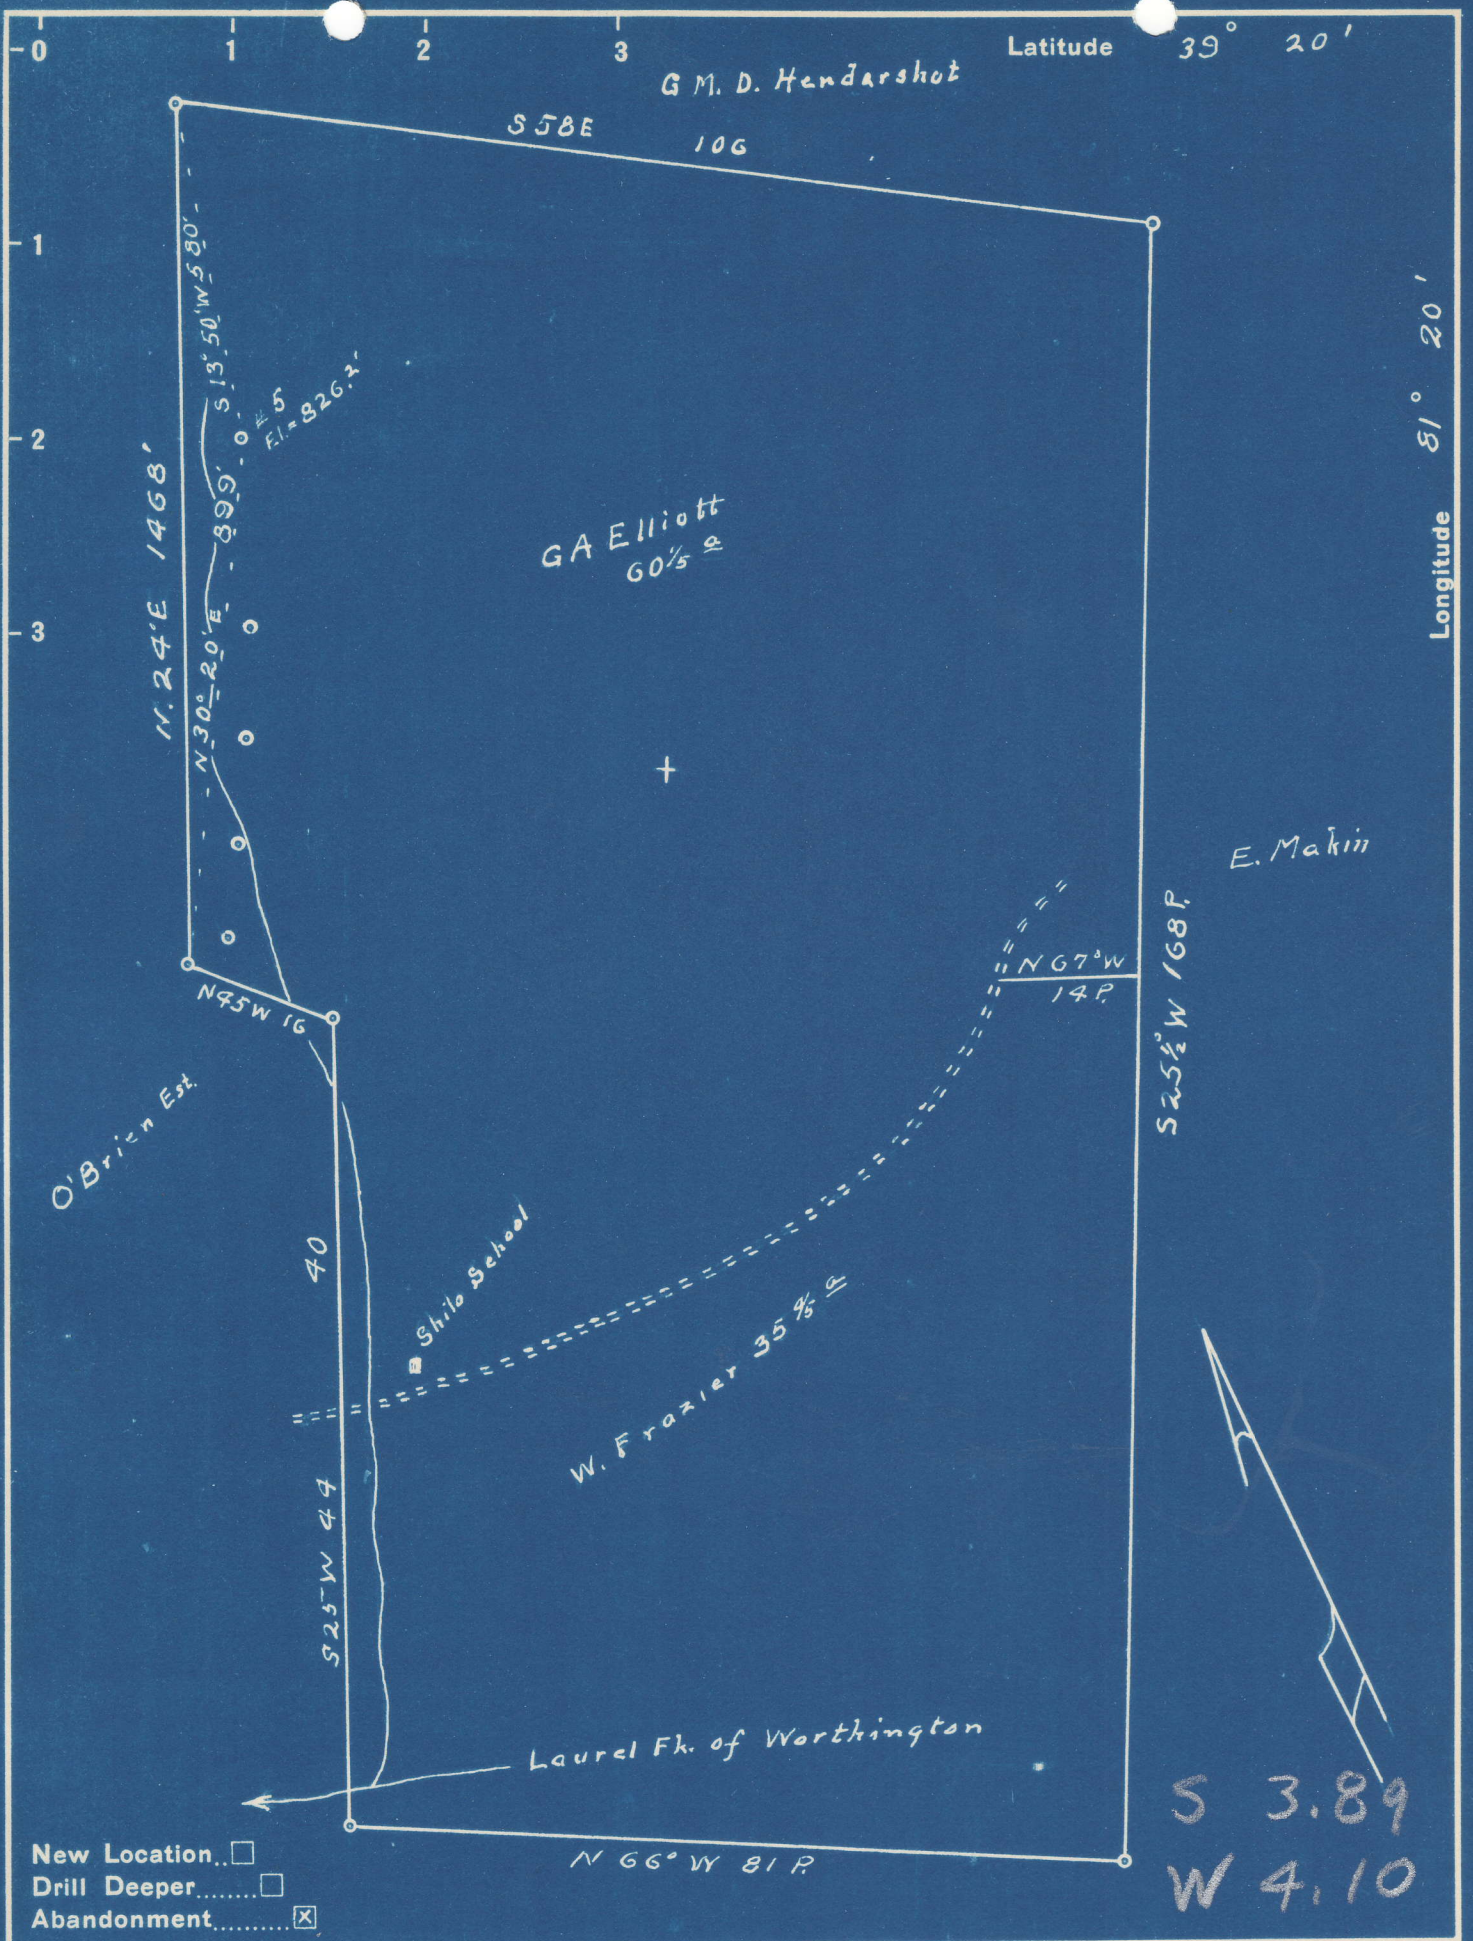 0 1 2 3 Latitude 39° 20'
G M. D. Hendarshot
S 58 E 106
1
2
3
S 13° 50' W 580'
# 5
El. = 826.2'
N. 24° E 1468'
899'
N 30° 20' E
81° 20'
Longitude
GA Elliott
60 1/5 a
E. Makin
N 67° W
14 P.
S 25 1/2° W 168 P.
N 45 W 16
O'Brien Est.
40
Shilo School
W. Frazier 35 4/5 a
S 25 W 44
Laurel Fk. of Worthington
N 66° W 81 P.
S 3.89
W 4.10
New Location..
Drill Deeper........
Abandonment.......... X